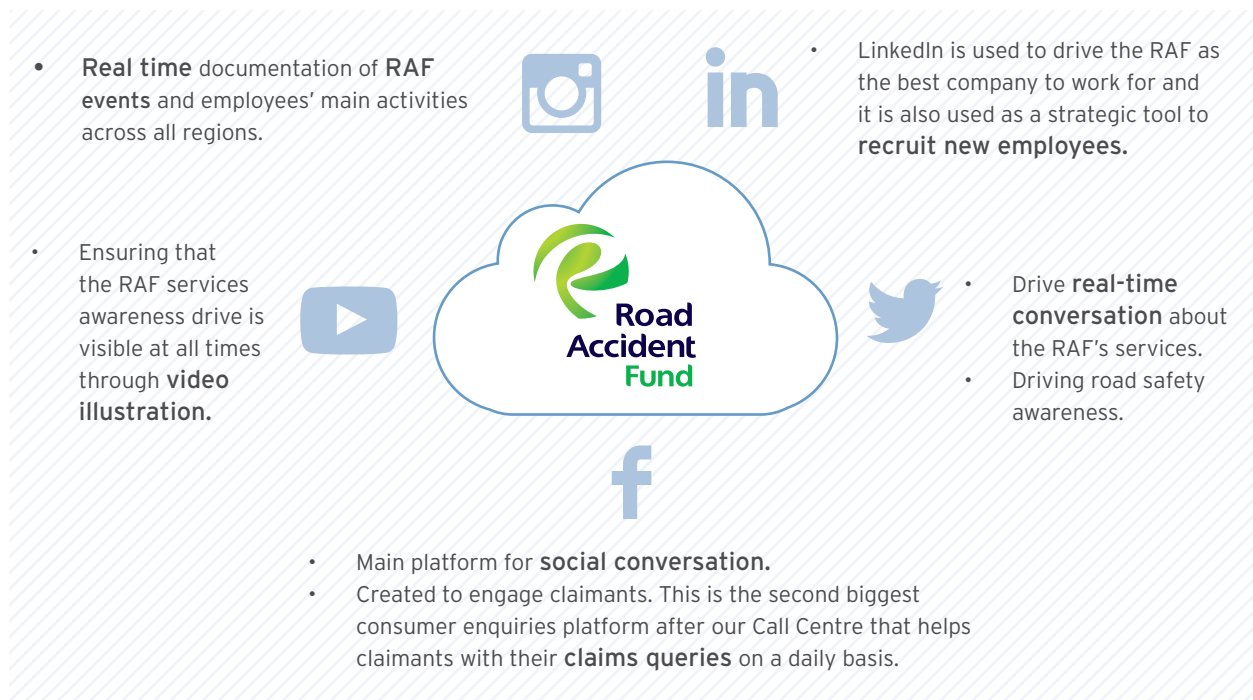 • Real time documentation of RAF
events and employees' main activities
across all regions.
in
• LinkedIn is used to drive the RAF as
the best company to work for and
it is also used as a strategic tool to
recruit new employees.
• Ensuring that
the RAF services
awareness drive is
visible at all times
through video
illustration.
Road
Accident
Fund
• Drive real-time
conversation about
the RAF's services.
• Driving road safety
awareness.
f
• Main platform for social conversation.
• Created to engage claimants. This is the second biggest
consumer enquiries platform after our Call Centre that helps
claimants with their claims queries on a daily basis.